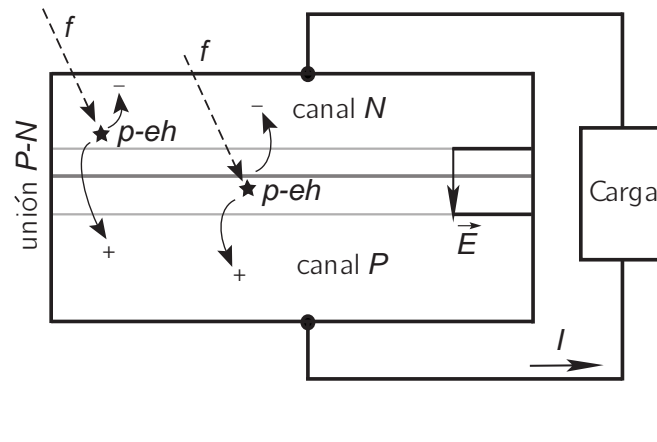 f
f
−
−
canal N
p-eh
p-eh
unión P-N
Carga
E
+
+
canal P
I